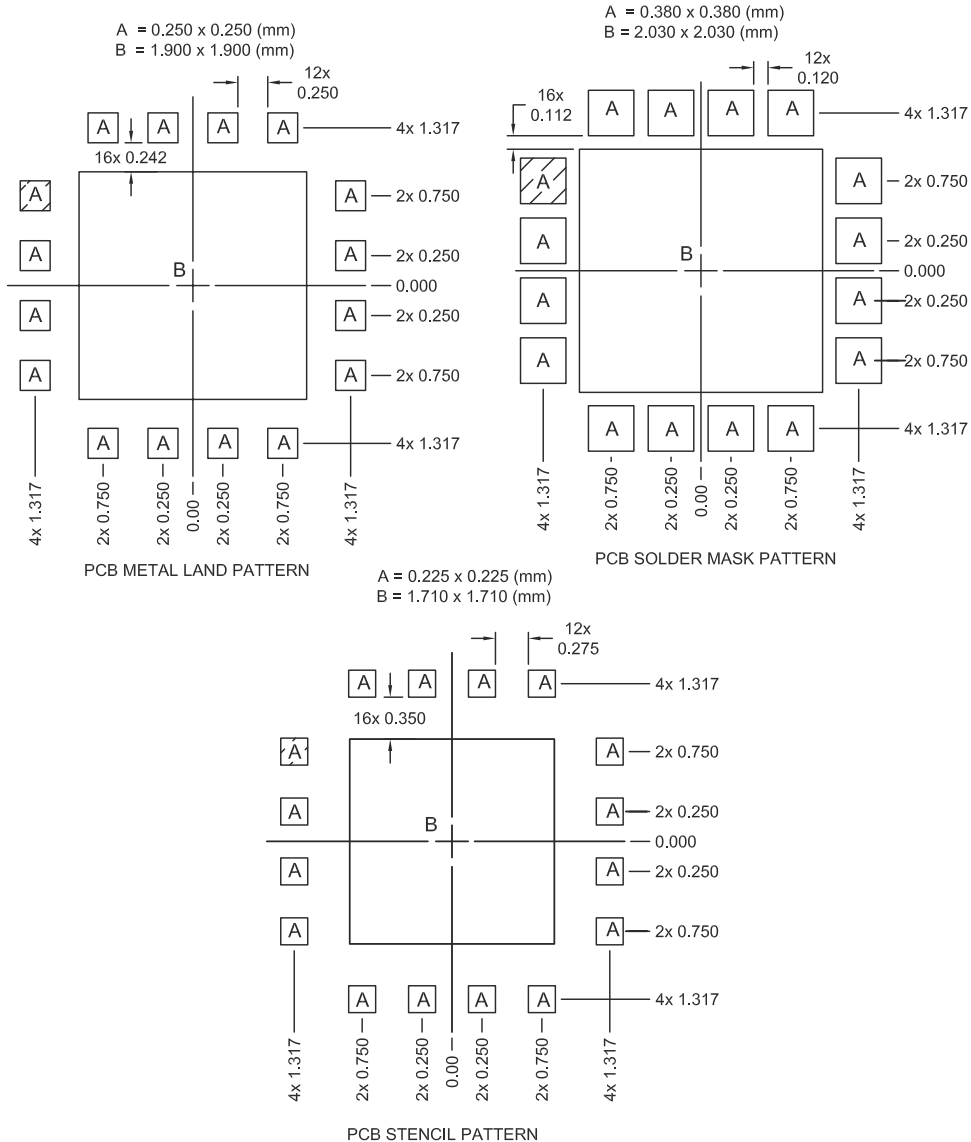 A = 0.250 x 0.250 (mm)
B = 1.900 x 1.900 (mm)
12x
0.250
A A A A
4x 1.317
16x 0.242
A A
2x 0.750
A A
2x 0.250
B
0.000
A A
2x 0.250
A A
2x 0.750
A A A A
4x 1.317
4x 1.317
2x 0.750
2x 0.250
0.00
2x 0.250
2x 0.750
4x 1.317
PCB METAL LAND PATTERN
A = 0.380 x 0.380 (mm)
B = 2.030 x 2.030 (mm)
12x
0.120
16x
0.112
A A A A
4x 1.317
A A
2x 0.750
A A
2x 0.250
B
0.000
A A
2x 0.250
A A
2x 0.750
A A A A
4x 1.317
4x 1.317
2x 0.750
2x 0.250
0.00
2x 0.250
2x 0.750
4x 1.317
PCB SOLDER MASK PATTERN
A = 0.225 x 0.225 (mm)
B = 1.710 x 1.710 (mm)
12x
0.275
A A A A
4x 1.317
16x 0.350
A A
2x 0.750
A A
2x 0.250
B
0.000
A A
2x 0.250
A A
2x 0.750
A A A A
4x 1.317
4x 1.317
2x 0.750
2x 0.250
0.00
2x 0.250
2x 0.750
4x 1.317
PCB STENCIL PATTERN